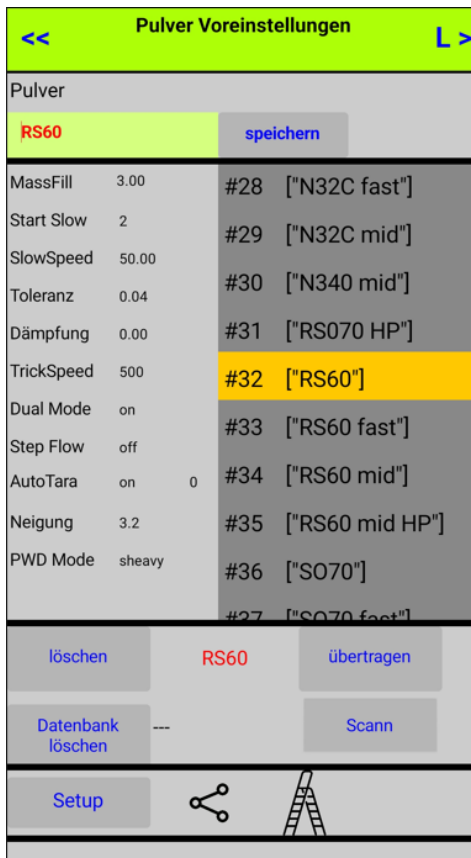 << Pulver Voreinstellungen L >
Pulver
RS60 speichern
MassFill 3.00
Start Slow 2
SlowSpeed 50.00
Toleranz 0.04
Dämpfung 0.00
TrickSpeed 500
Dual Mode on
Step Flow off
AutoTara on 0
Neigung 3.2
PWD Mode sheavy
#28 ["N32C fast"]
#29 ["N32C mid"]
#30 ["N340 mid"]
#31 ["RS070 HP"]
#32 ["RS60"]
#33 ["RS60 fast"]
#34 ["RS60 mid"]
#35 ["RS60 mid HP"]
#36 ["SO70"]
#37 ["SO70 fast"]
löschen RS60 übertragen
Datenbank
löschen --- Scann
Setup